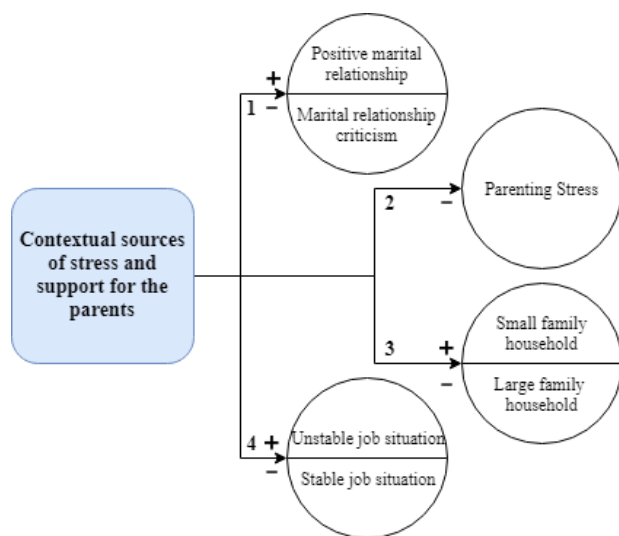 Positive marital
relationship
+
1
−
Marital relationship
criticism
2
−
Parenting Stress
Contextual sources
of stress and
support for the
parents
3
+
−
Small family
household
Large family
household
4
+
−
Unstable job situation
Stable job situation